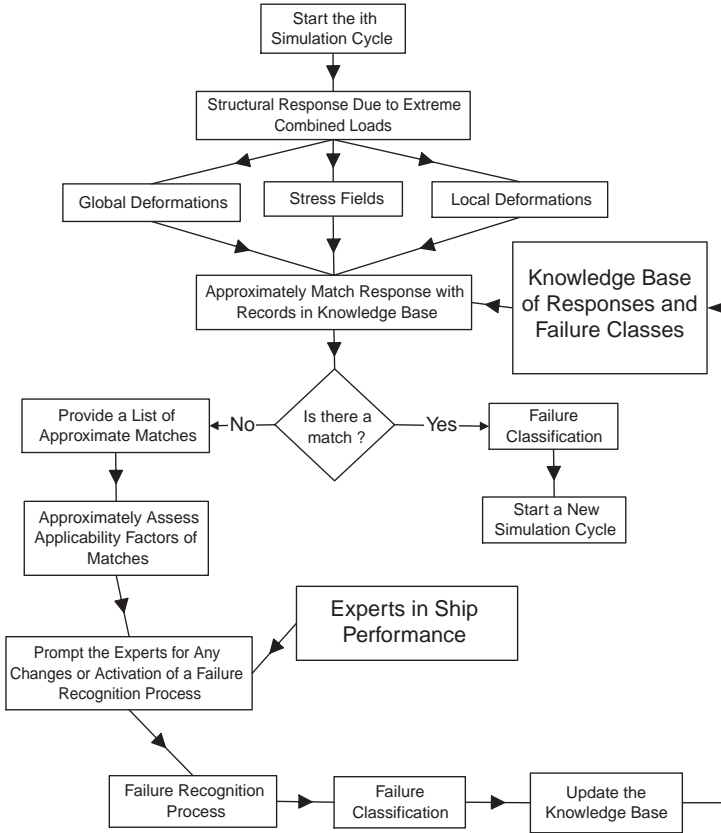 Start the ith
Simulation Cycle
Structural Response Due to Extreme
Combined Loads
Global Deformations
Stress Fields
Local Deformations
Approximately Match Response with
Records in Knowledge Base
Knowledge Base
of Responses and
Failure Classes
Is there a
match ?
No
Yes
Provide a List of
Approximate Matches
Failure
Classification
Start a New
Simulation Cycle
Approximately Assess
Applicability Factors of
Matches
Experts in Ship
Performance
Prompt the Experts for Any
Changes or Activation of a Failure
Recognition Process
Failure Recognition
Process
Failure
Classification
Update the
Knowledge Base